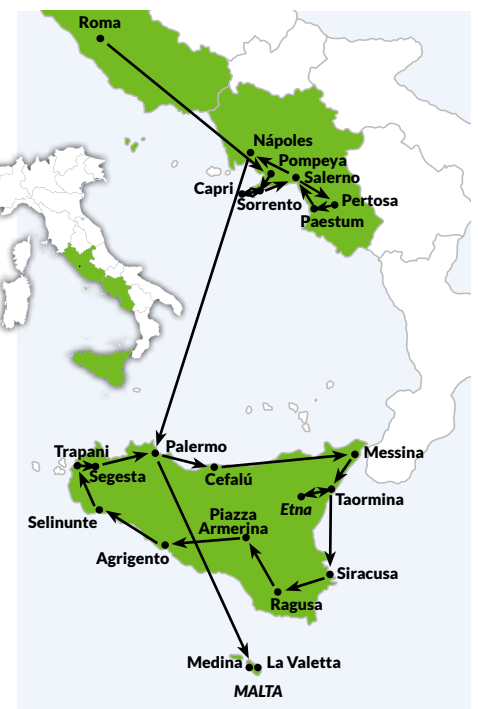 Roma
Nápoles
Pompeya
Salerno
Capri
Sorrento
Pertosa
Paestum
Trapani
Palermo
Messina
Segesta
Cefalú
Etna
Taormina
Selinunte
Piazza
Armerina
Agrigento
Siracusa
Ragusa
Medina
La Valetta
MALTA